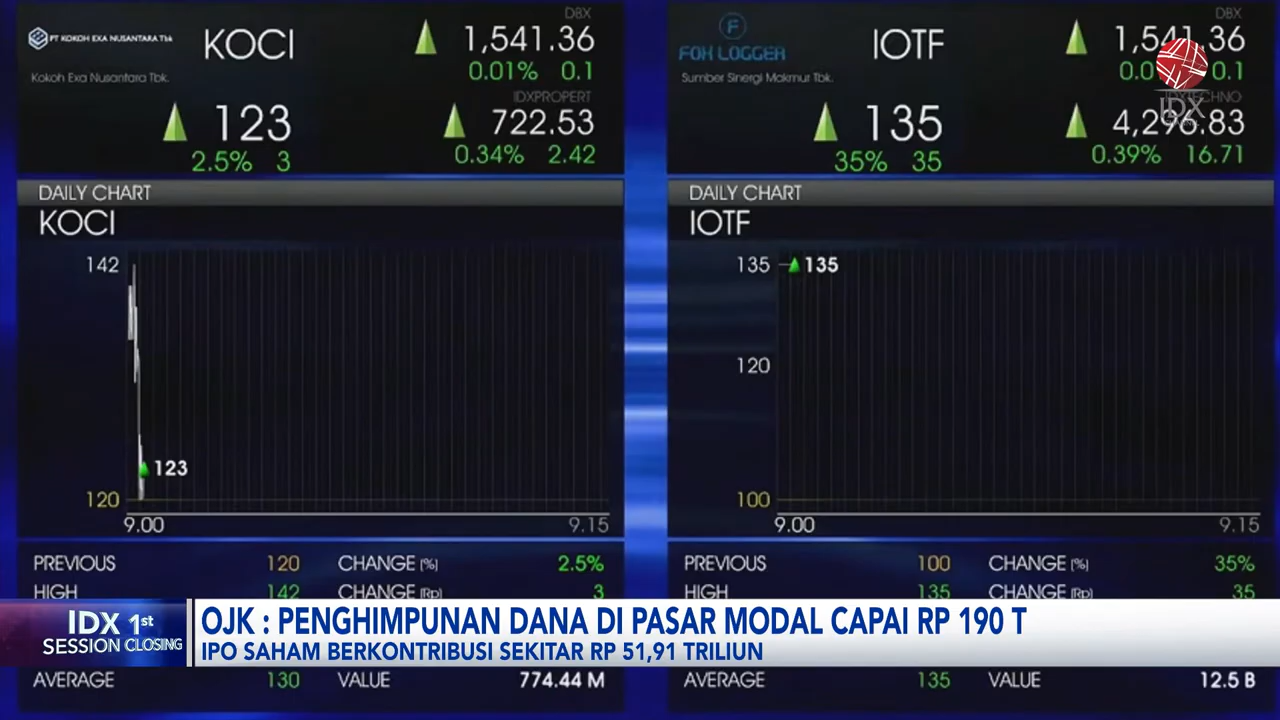 PT KOKOH EXA NUSANTARA Tbk
KOCI
Kokoh Exa Nusantara Tbk.
DBX
1,541.36
0.01% 0.1
123
2.5% 3
IDXPROPERT
722.53
0.34% 2.42
DAILY CHART
KOCI
142
123
120
9.00 9.15
PREVIOUS 120 CHANGE (%) 2.5%
HIGH 142 CHANGE (Rp) 3
AVERAGE 130 VALUE 774.44 M
F
FOX LOGGER
IOTF
Sumber Sinergi Makmur Tbk.
DBX
1,541.36
0.1
135
35% 35
4,296.83
0.39% 16.71
IDX
DAILY CHART
IOTF
135 135
120
100
9.00 9.15
PREVIOUS 100 CHANGE (%) 35%
HIGH 135 CHANGE (Rp) 35
AVERAGE 135 VALUE 12.5 B
IDX 1st
SESSION CLOSING
OJK : PENGHIMPUNAN DANA DI PASAR MODAL CAPAI RP 190 T
IPO SAHAM BERKONTRIBUSI SEKITAR RP 51,91 TRILIUN